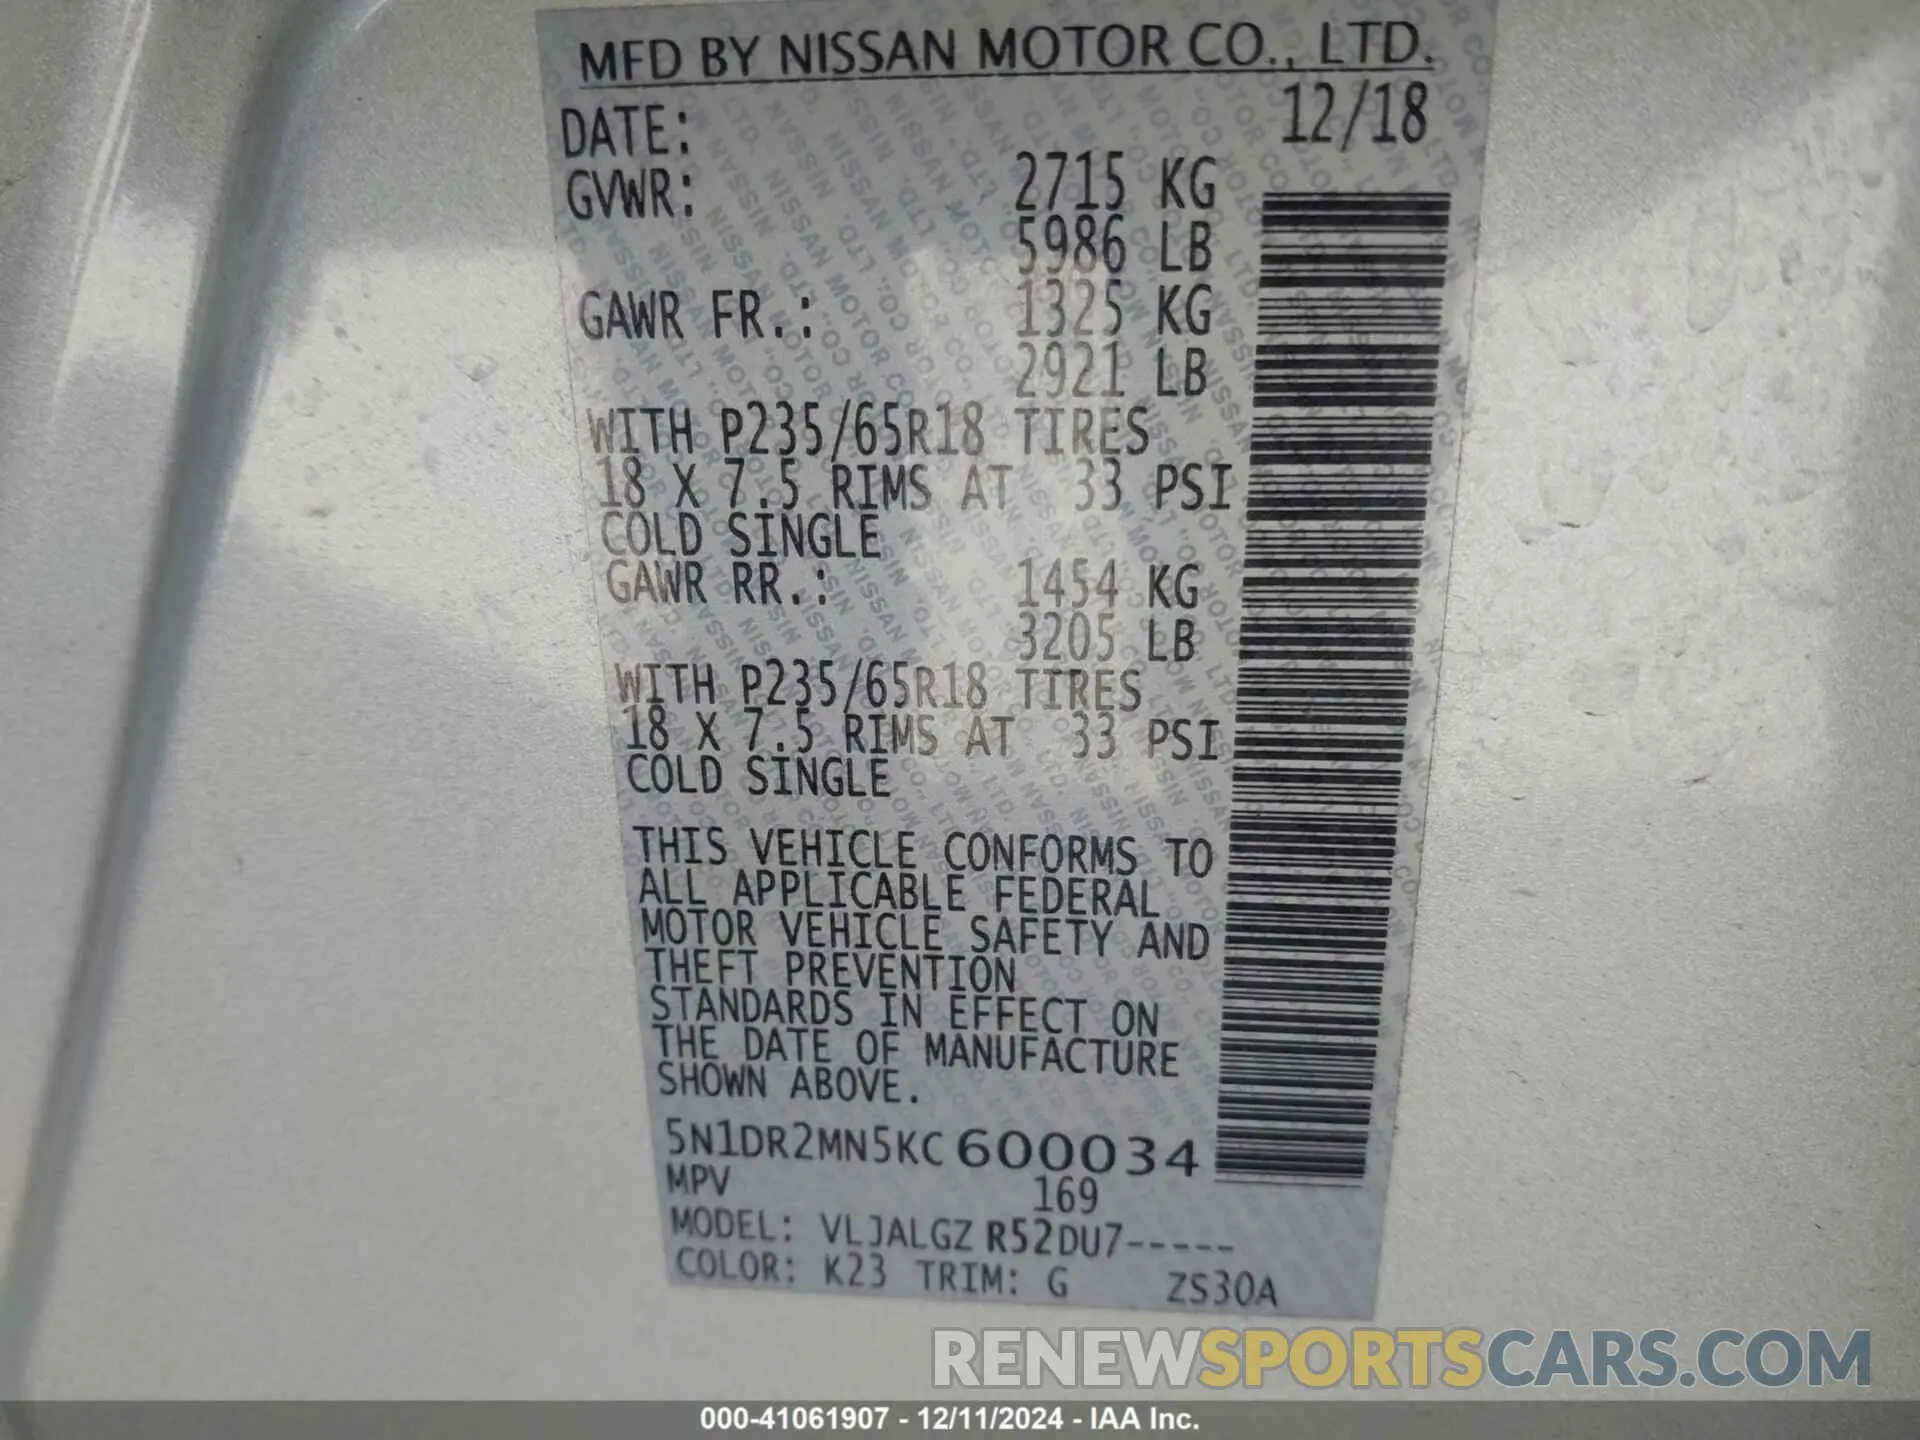 MFD BY NISSAN MOTOR CO., LTD.
DATE: 12/18
GVWR: 2715 KG
5986 LB
GAWR FR.: 1325 KG
2921 LB
WITH P235/65R18 TIRES
18 X 7.5 RIMS AT 33 PSI
COLD SINGLE
GAWR RR.: 1454 KG
3205 LB
WITH P235/65R18 TIRES
18 X 7.5 RIMS AT 33 PSI
COLD SINGLE
THIS VEHICLE CONFORMS TO
ALL APPLICABLE FEDERAL
MOTOR VEHICLE SAFETY AND
THEFT PREVENTION
STANDARDS IN EFFECT ON
THE DATE OF MANUFACTURE
SHOWN ABOVE.
5N1DR2MN5KC600034
MPV 169
MODEL: VLJALGZ R52DU7-----
COLOR: K23 TRIM: G ZS30A
RENEWSPORTSCARS.COM
000-41061907 - 12/11/2024 - IAA Inc.